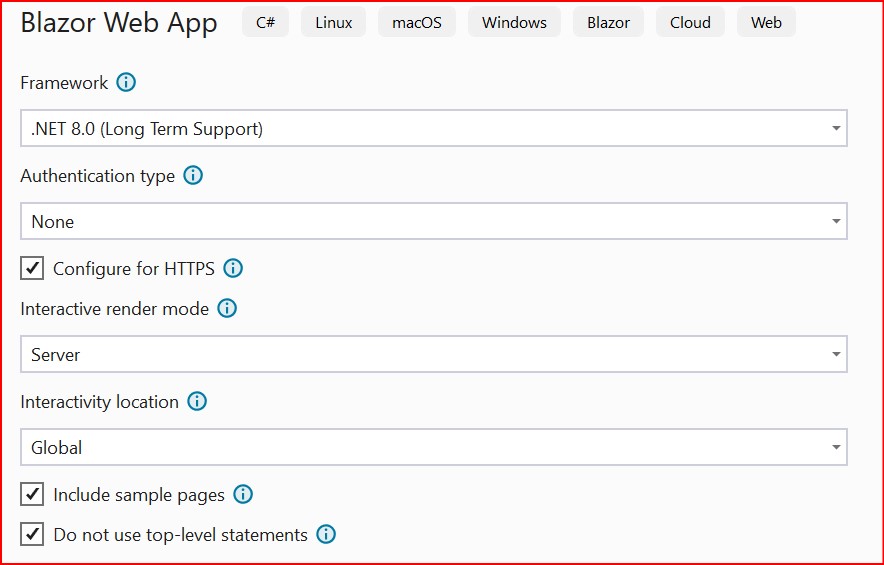 Blazor Web App C# Linux macOS Windows Blazor Cloud Web
Framework
.NET 8.0 (Long Term Support)
Authentication type
None
Configure for HTTPS
Interactive render mode
Server
Interactivity location
Global
Include sample pages
Do not use top-level statements